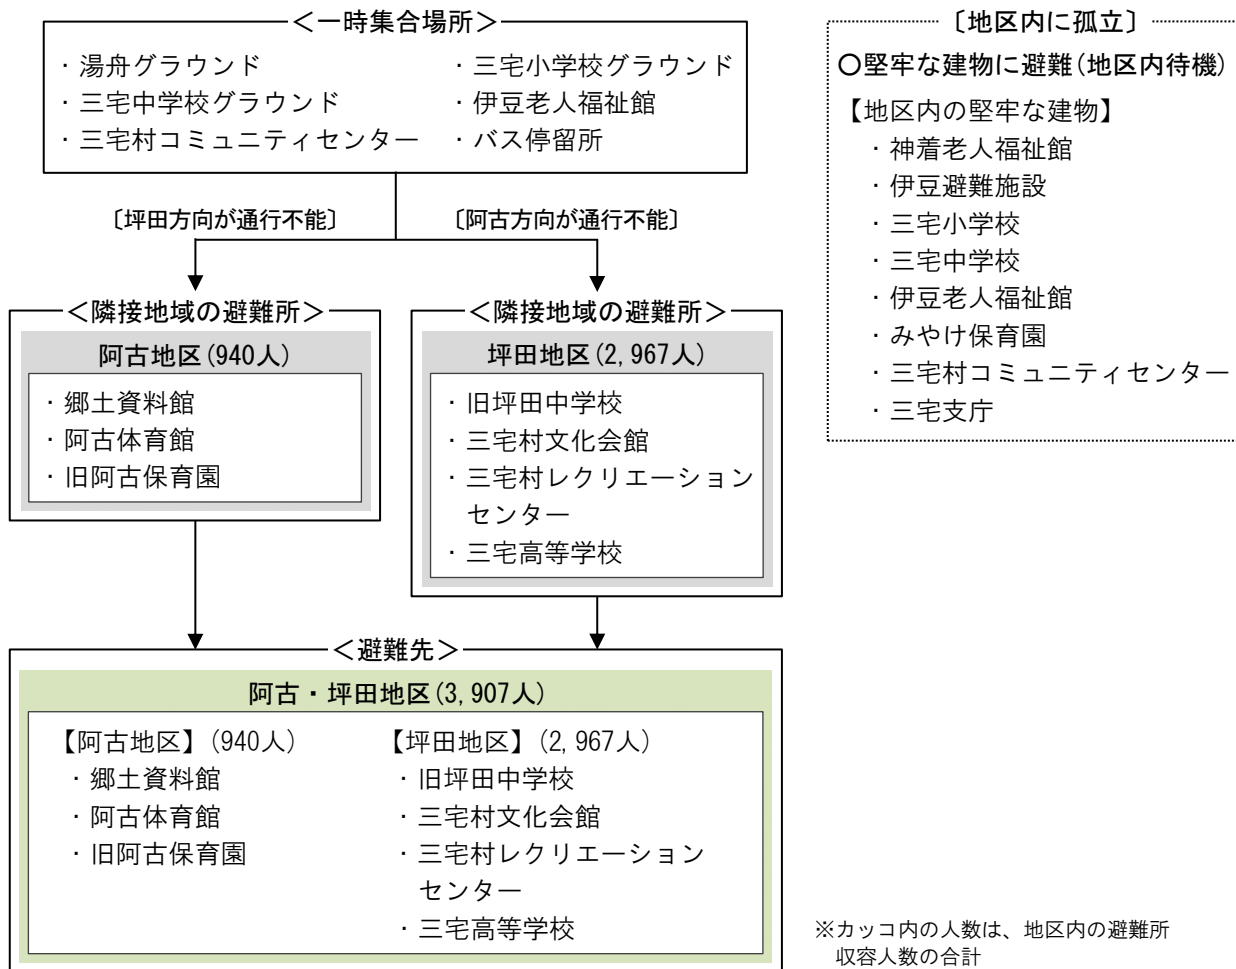 ＜一時集合場所＞
・湯舟グラウンド
・三宅中学校グラウンド
・三宅村コミュニティセンター
・三宅小学校グラウンド
・伊豆老人福祉館
・バス停留所
〔坪田方向が通行不能〕
〔阿古方向が通行不能〕
＜隣接地域の避難所＞
阿古地区(940人)
・郷土資料館
・阿古体育館
・旧阿古保育園
＜隣接地域の避難所＞
坪田地区(2,967人)
・旧坪田中学校
・三宅村文化会館
・三宅村レクリエーション
センター
・三宅高等学校
＜避難先＞
阿古・坪田地区(3,907人)
【阿古地区】(940人)
・郷土資料館
・阿古体育館
・旧阿古保育園
【坪田地区】(2,967人)
・旧坪田中学校
・三宅村文化会館
・三宅村レクリエーション
センター
・三宅高等学校
〔地区内に孤立〕
○堅牢な建物に避難(地区内待機)
【地区内の堅牢な建物】
・神着老人福祉館
・伊豆避難施設
・三宅小学校
・三宅中学校
・伊豆老人福祉館
・みやけ保育園
・三宅村コミュニティセンター
・三宅支庁
※カッコ内の人数は、地区内の避難所
収容人数の合計